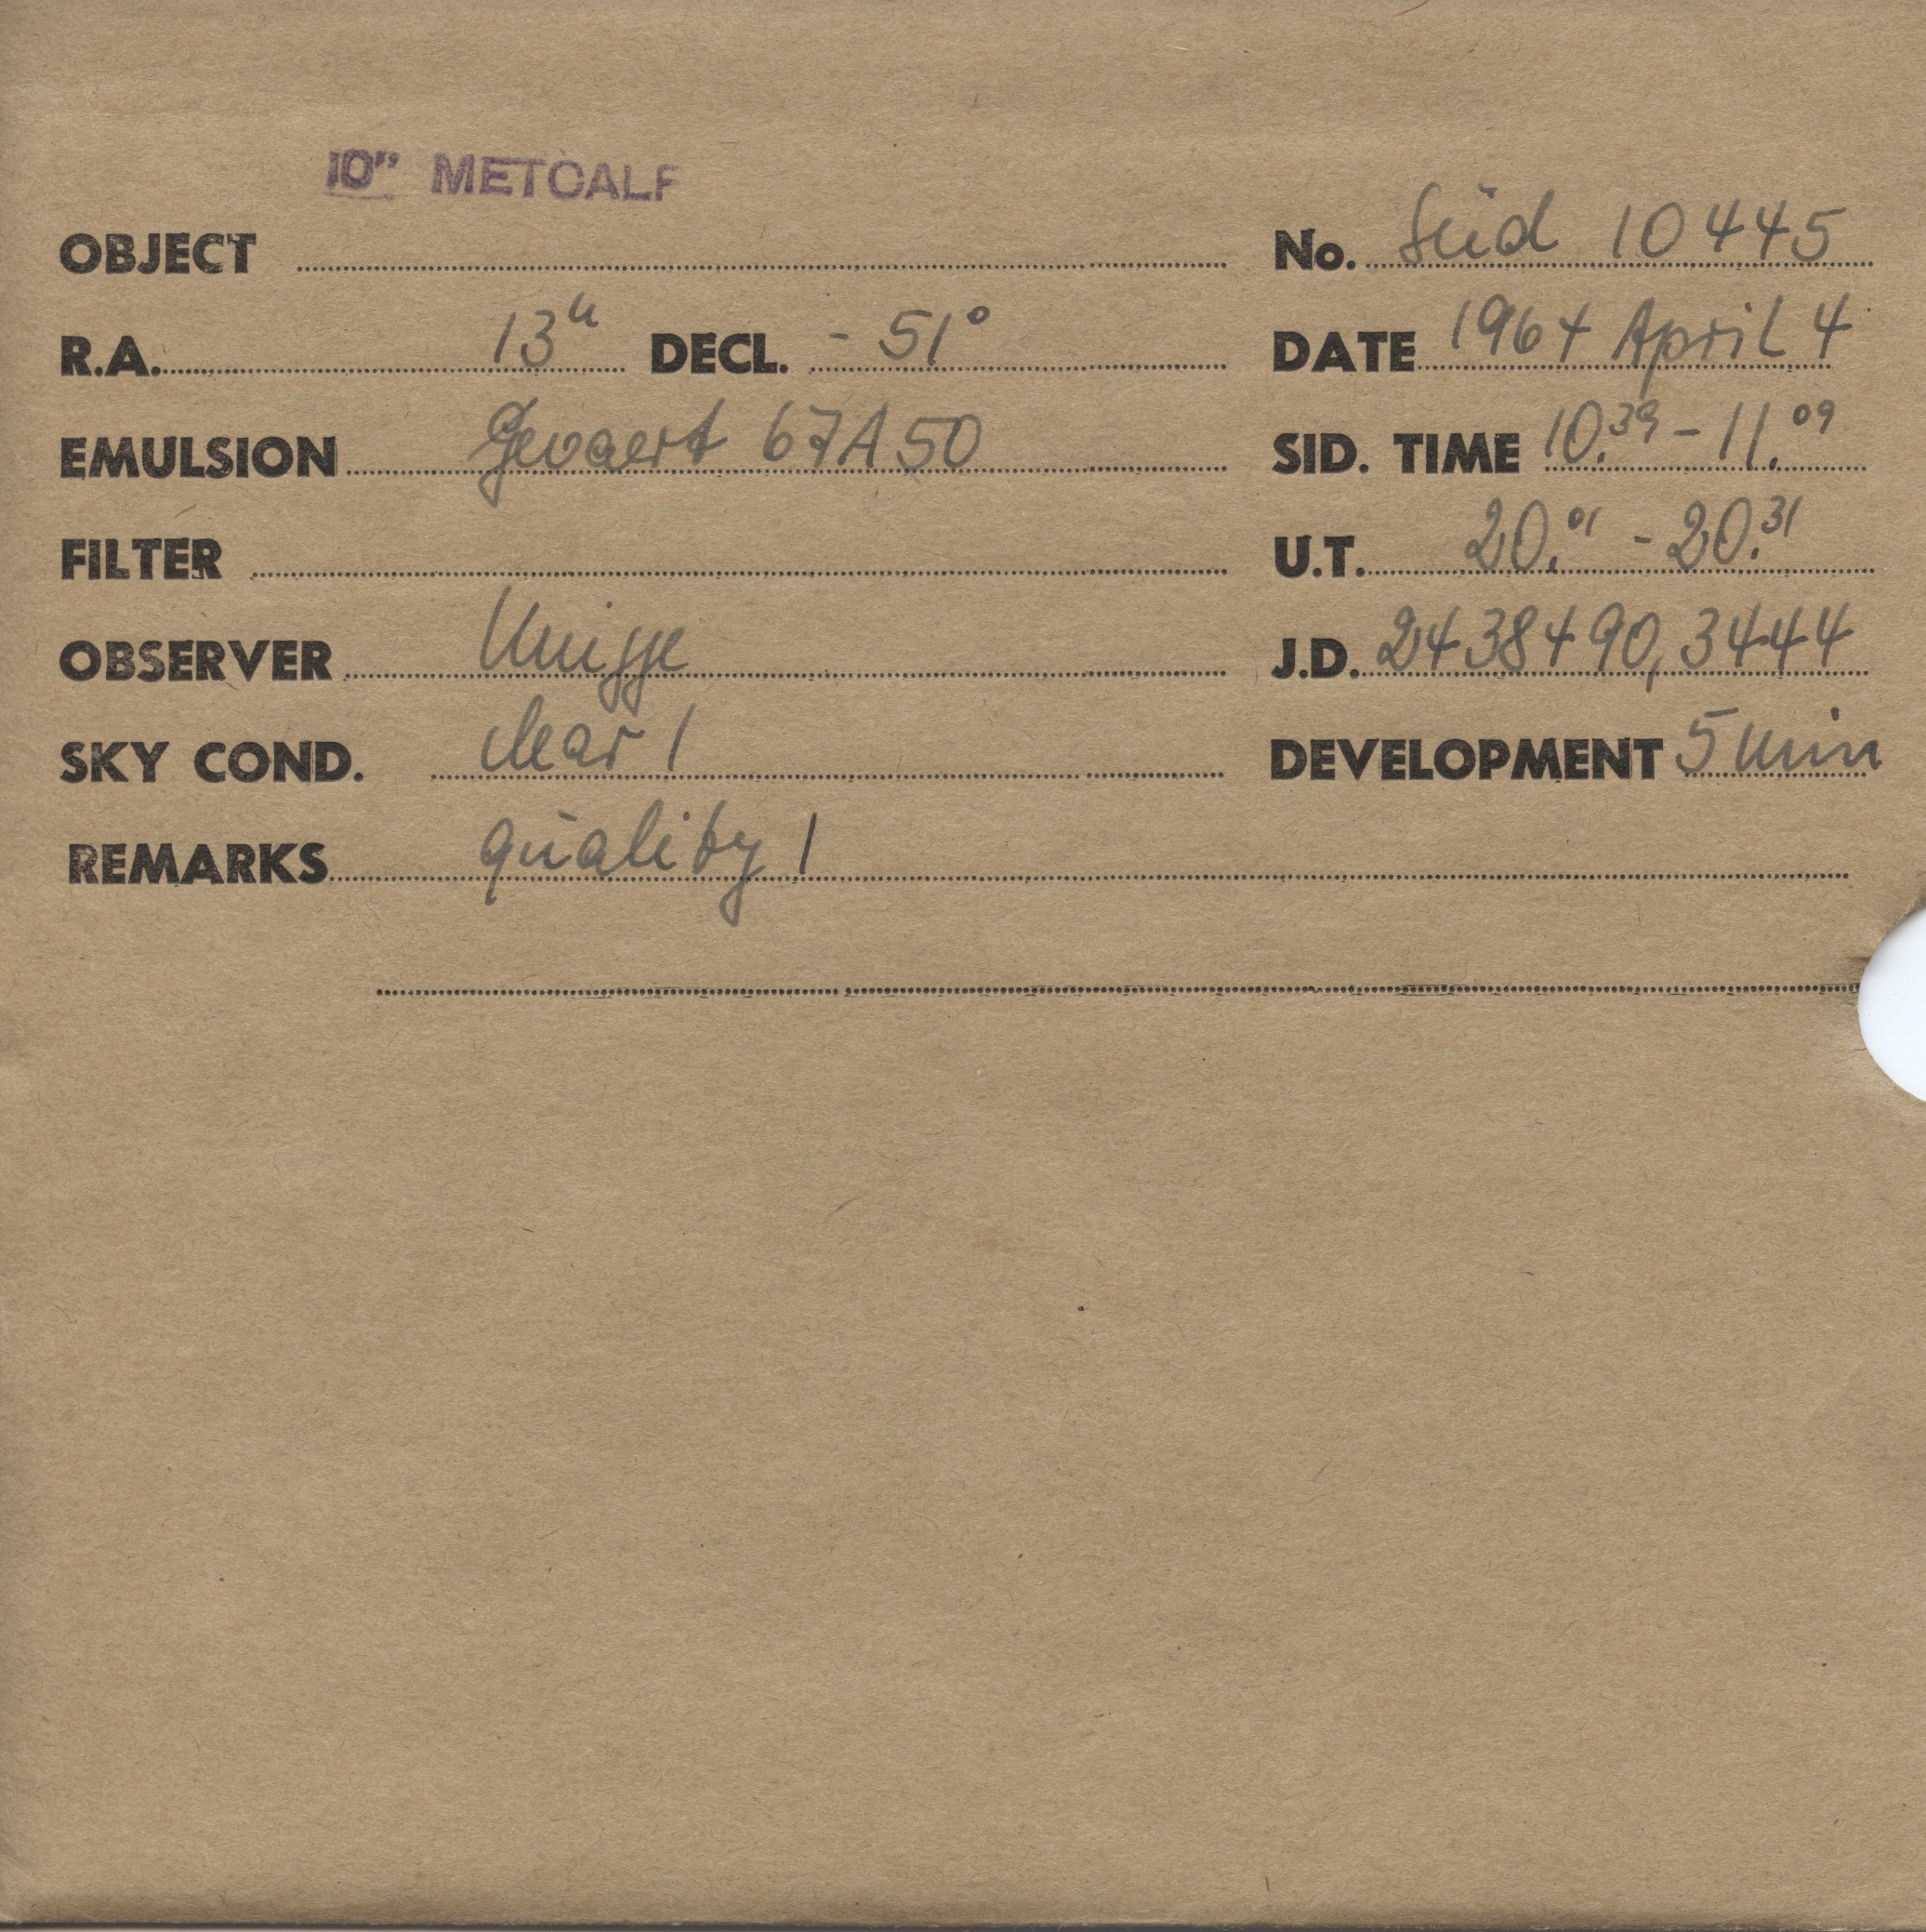 10" METCALF
OBJECT No. Süd 10445
R.A. 13h DECL. - 51° DATE 1964 April 4
EMULSION Gevaert 67A50 SID. TIME 10.39 - 11.09
FILTER U.T. 20.01 - 20.31
OBSERVER Knigge J.D. 2438490,3444
SKY COND. clear 1 DEVELOPMENT 5 min
REMARKS quality 1